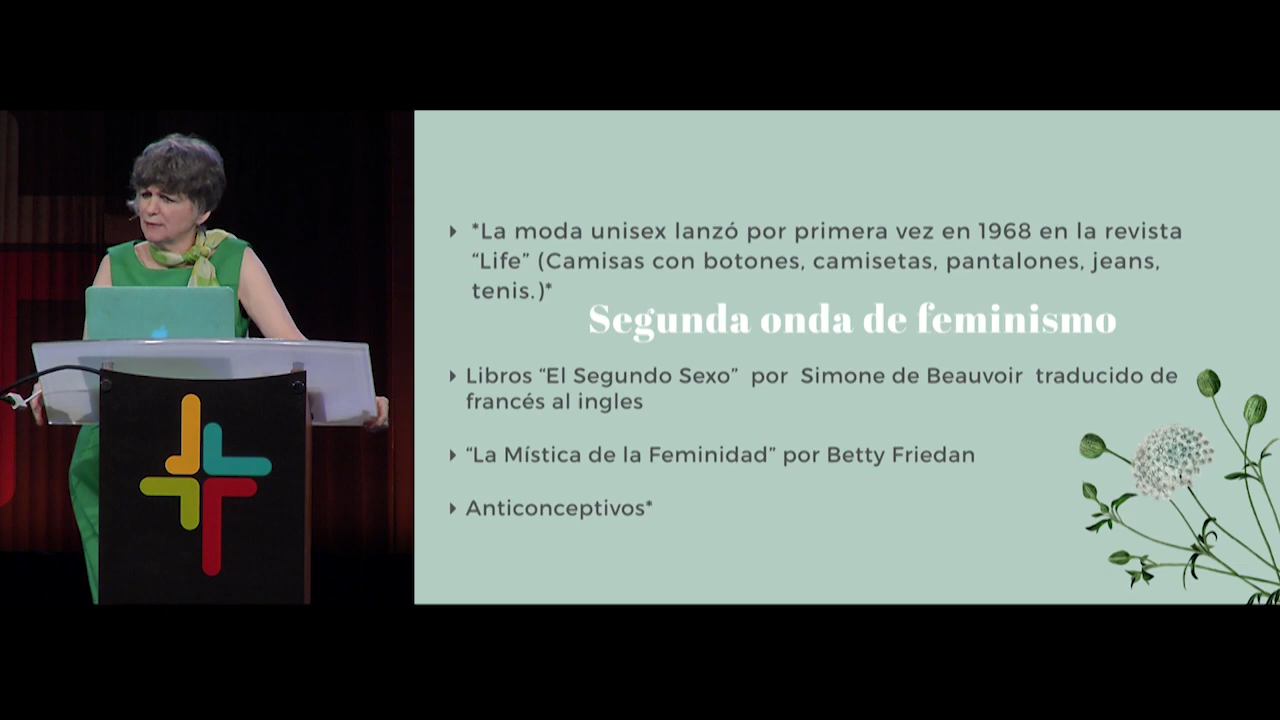 *La moda unisex lanzó por primera vez en 1968 en la revista
“Life” (Camisas con botones, camisetas, pantalones, jeans,
tenis.)*
Segunda onda de feminismo
Libros “El Segundo Sexo” por Simone de Beauvoir traducido de
francés al ingles
“La Mística de la Feminidad” por Betty Friedan
Anticonceptivos*